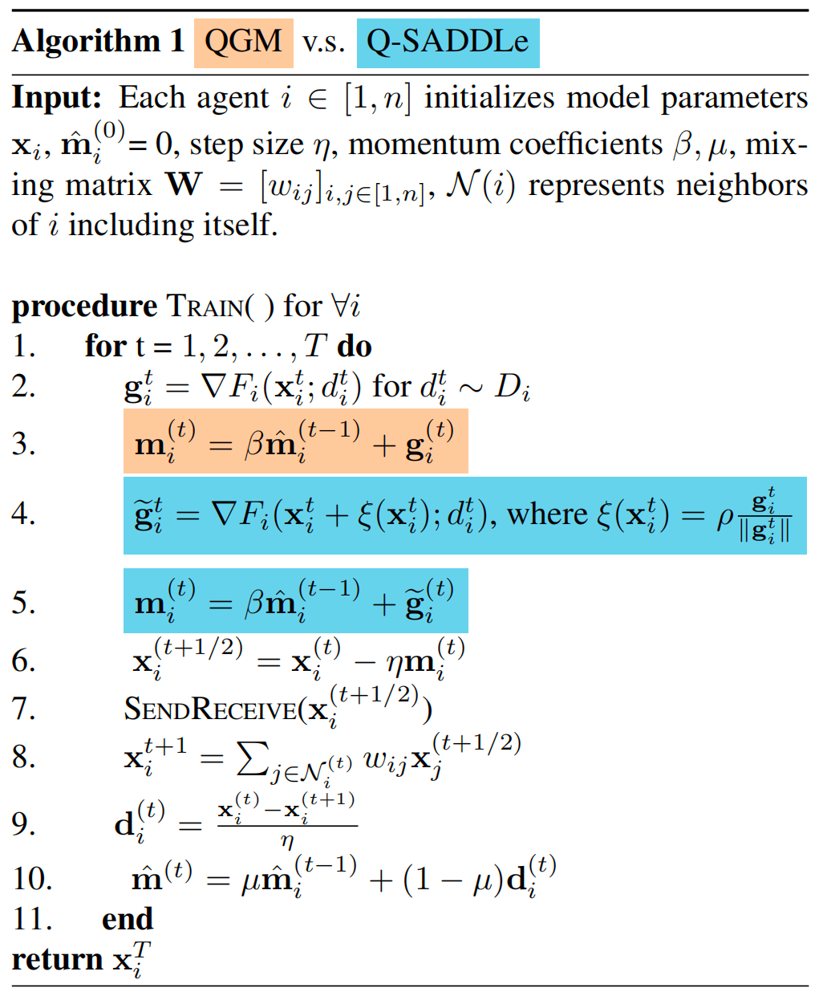 Algorithm 1 QGM v.s. Q-SADDLe
Input: Each agent $i \in [1, n]$ initializes model parameters
$\mathbf{x}_i$, $\hat{\mathbf{m}}_i^{(0)}$= 0, step size $\eta$, momentum coefficients $\beta, \mu$, mix-
ing matrix $\mathbf{W} = [w_{ij}]_{i,j\in[1,n]}$, $\mathcal{N}(i)$ represents neighbors
of $i$ including itself.
procedure TRAIN( ) for $\forall i$
1. for t = $1, 2, \ldots, T$ do
2. $\mathbf{g}_i^t = \nabla F_i(\mathbf{x}_i^t; d_i^t)$ for $d_i^t \sim D_i$
3. $\mathbf{m}_i^{(t)} = \beta\hat{\mathbf{m}}_i^{(t-1)} + \mathbf{g}_i^{(t)}$
4. $\widetilde{\mathbf{g}}_i^t = \nabla F_i(\mathbf{x}_i^t + \xi(\mathbf{x}_i^t); d_i^t)$, where $\xi(\mathbf{x}_i^t) = \rho\frac{\mathbf{g}_i^t}{\|\mathbf{g}_i^t\|}$
5. $\mathbf{m}_i^{(t)} = \beta\hat{\mathbf{m}}_i^{(t-1)} + \widetilde{\mathbf{g}}_i^{(t)}$
6. $\mathbf{x}_i^{(t+1/2)} = \mathbf{x}_i^{(t)} - \eta\mathbf{m}_i^{(t)}$
7. SENDRECEIVE($\mathbf{x}_i^{(t+1/2)}$)
8. $\mathbf{x}_i^{t+1} = \sum_{j\in\mathcal{N}_i^{(t)}} w_{ij}\mathbf{x}_j^{(t+1/2)}$
9. $\mathbf{d}_i^{(t)} = \frac{\mathbf{x}_i^{(t)}-\mathbf{x}_i^{(t+1)}}{\eta}$
10. $\hat{\mathbf{m}}^{(t)} = \mu\hat{\mathbf{m}}_i^{(t-1)} + (1 - \mu)\mathbf{d}_i^{(t)}$
11. end
return $\mathbf{x}_i^T$